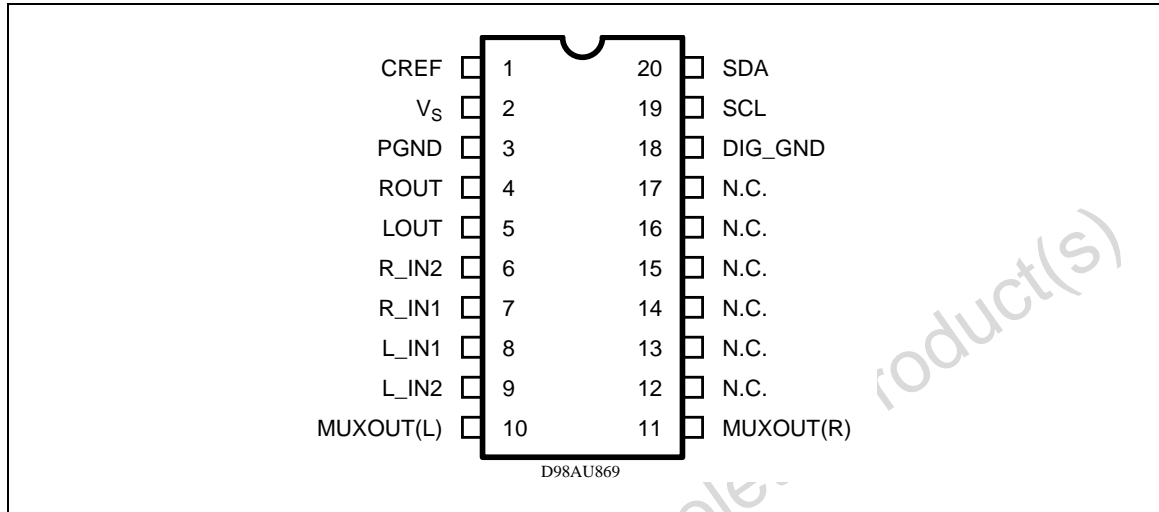 CREF 1 20 SDA
VS 2 19 SCL
PGND 3 18 DIG_GND
ROUT 4 17 N.C.
LOUT 5 16 N.C.
R_IN2 6 15 N.C.
R_IN1 7 14 N.C.
L_IN1 8 13 N.C.
L_IN2 9 12 N.C.
MUXOUT(L) 10 11 MUXOUT(R)
D98AU869